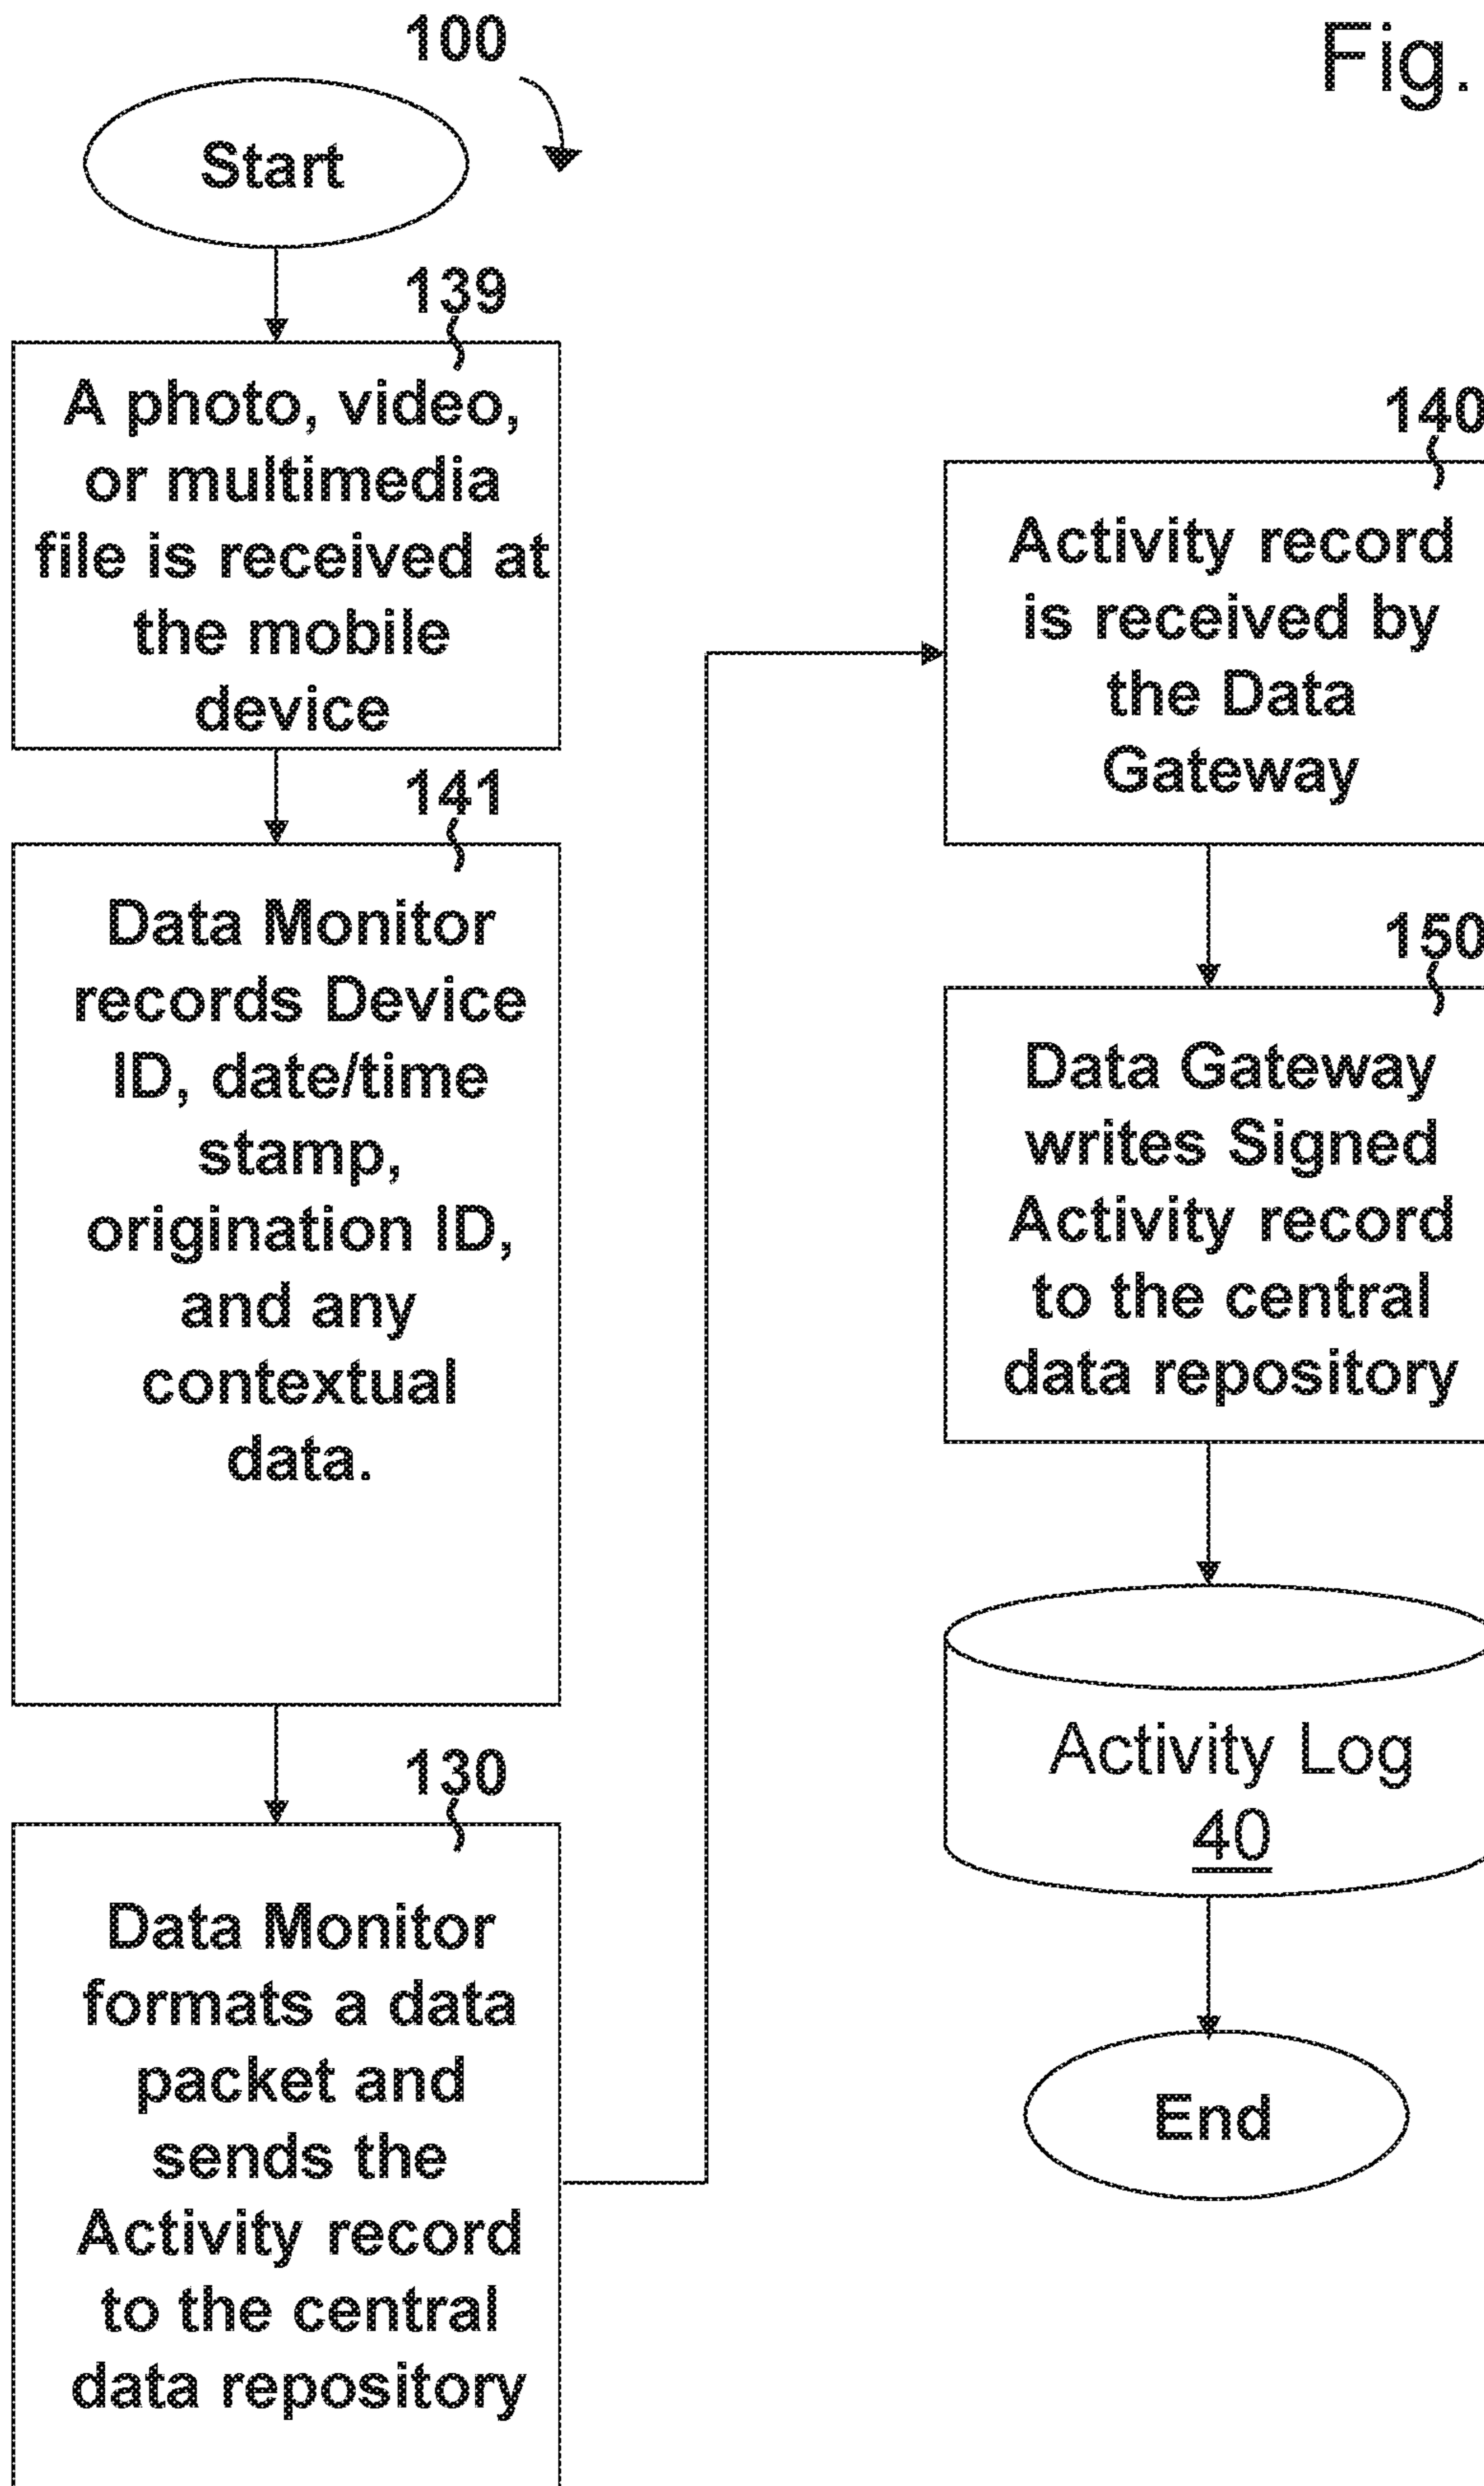 100
Fig.
Start
139
A photo, video,
or multimedia
file is received at
the mobile
device
141
Data Monitor
records Device
ID, date/time
stamp,
origination ID,
and any
contextual
data.
130
Data Monitor
formats a data
packet and
sends the
Activity record
to the central
data repository
140
Activity record
is received by
the Data
Gateway
150
Data Gateway
writes Signed
Activity record
to the central
data repository
Activity Log
40
End